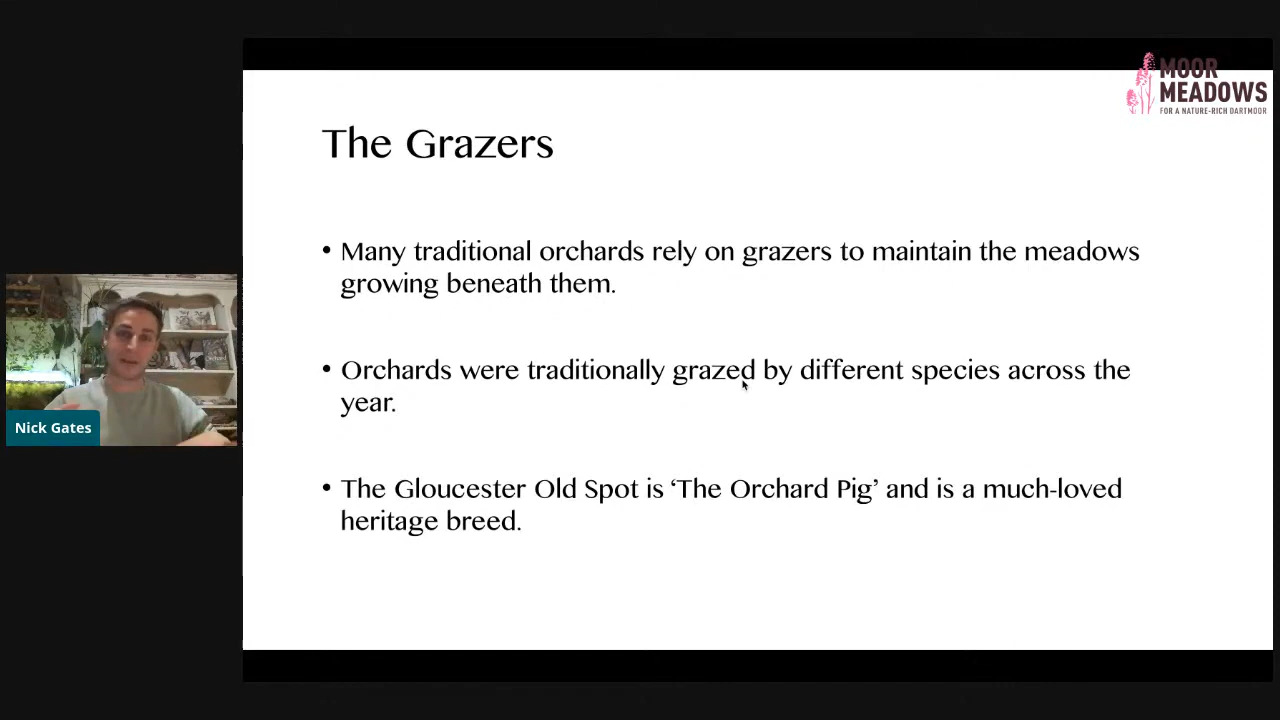 MOOR
MEADOWS
FOR A NATURE-RICH DARTMOOR
The Grazers
• Many traditional orchards rely on grazers to maintain the meadows
growing beneath them.
• Orchards were traditionally grazed by different species across the
year.
• The Gloucester Old Spot is ‘The Orchard Pig’ and is a much-loved
heritage breed.
Nick Gates